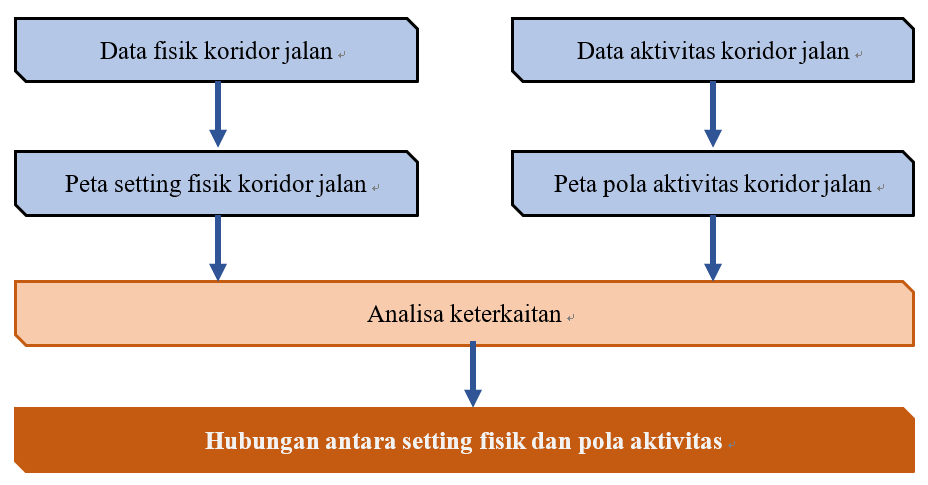 Data fisik koridor jalan
Data aktivitas koridor jalan
Peta setting fisik koridor jalan
Peta pola aktivitas koridor jalan
Analisa keterkaitan
Hubungan antara setting fisik dan pola aktivitas